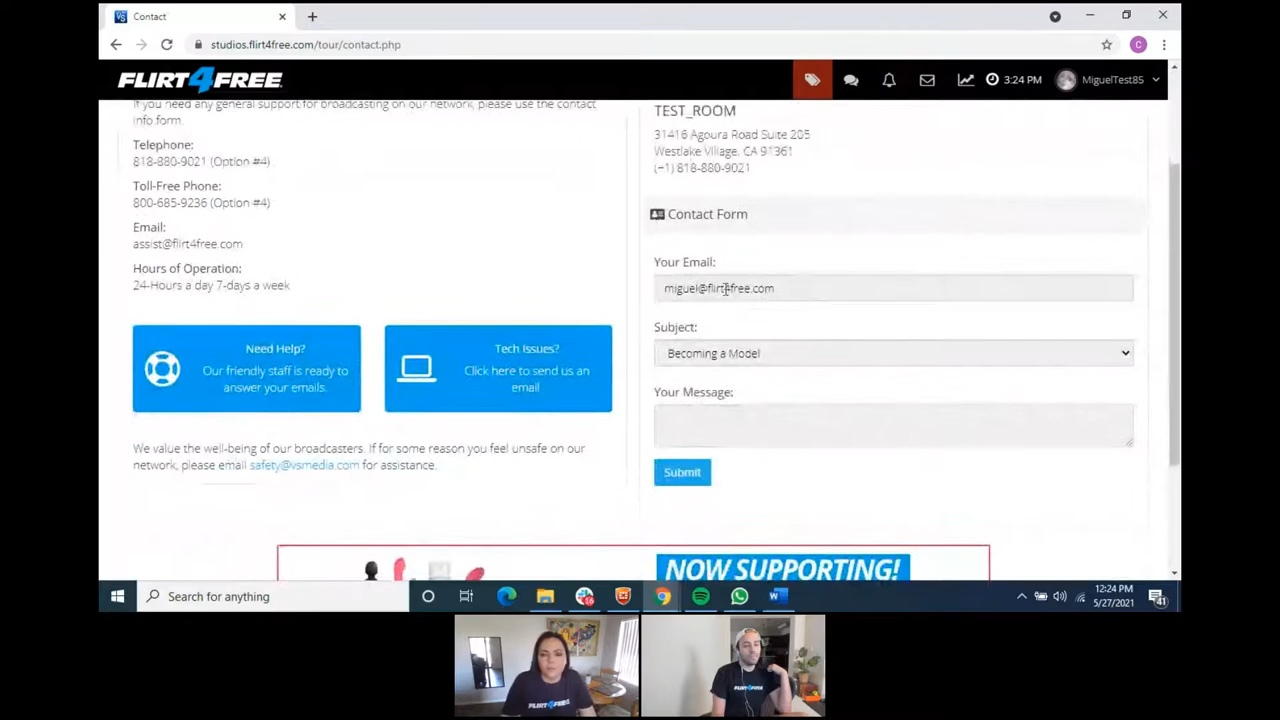 Contact
studios.flirt4free.com/tour/contact.php
C
FLIRT4FREE
3:24 PM
MiguelTest85
If you need any general support for broadcasting on our network, please use the contact
info form.
Telephone:
818-880-9021 (Option #4)
Toll-Free Phone:
800-685-9236 (Option #4)
Email:
assist@flirt4free.com
Hours of Operation:
24-Hours a day 7-days a week
Need Help?
Our friendly staff is ready to
answer your emails.
Tech Issues?
Click here to send us an
email
We value the well-being of our broadcasters. If for some reason you feel unsafe on our
network, please email safety@vsmedia.com for assistance.
TEST_ROOM
31416 Agoura Road Suite 205
Westlake Village, CA 91361
(+1) 818-880-9021
Contact Form
Your Email:
miguel@flirt4free.com
Subject:
Becoming a Model
Your Message:
Submit
NOW SUPPORTING!
Search for anything
16
12:24 PM
5/27/2021
41
FLIRT4FREE
FLIRT4FREE